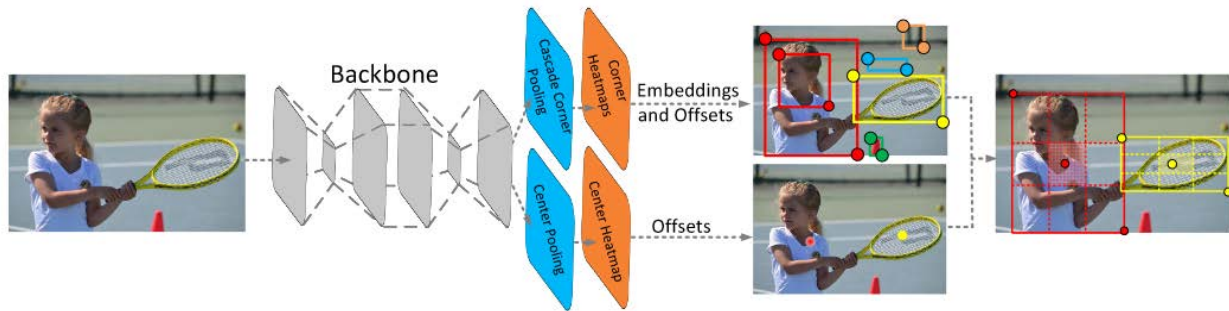 Backbone
Cascade Corner
Pooling
Corner
Heatmaps
Embeddings
and Offsets
Center Pooling
Center Heatmap
Offsets